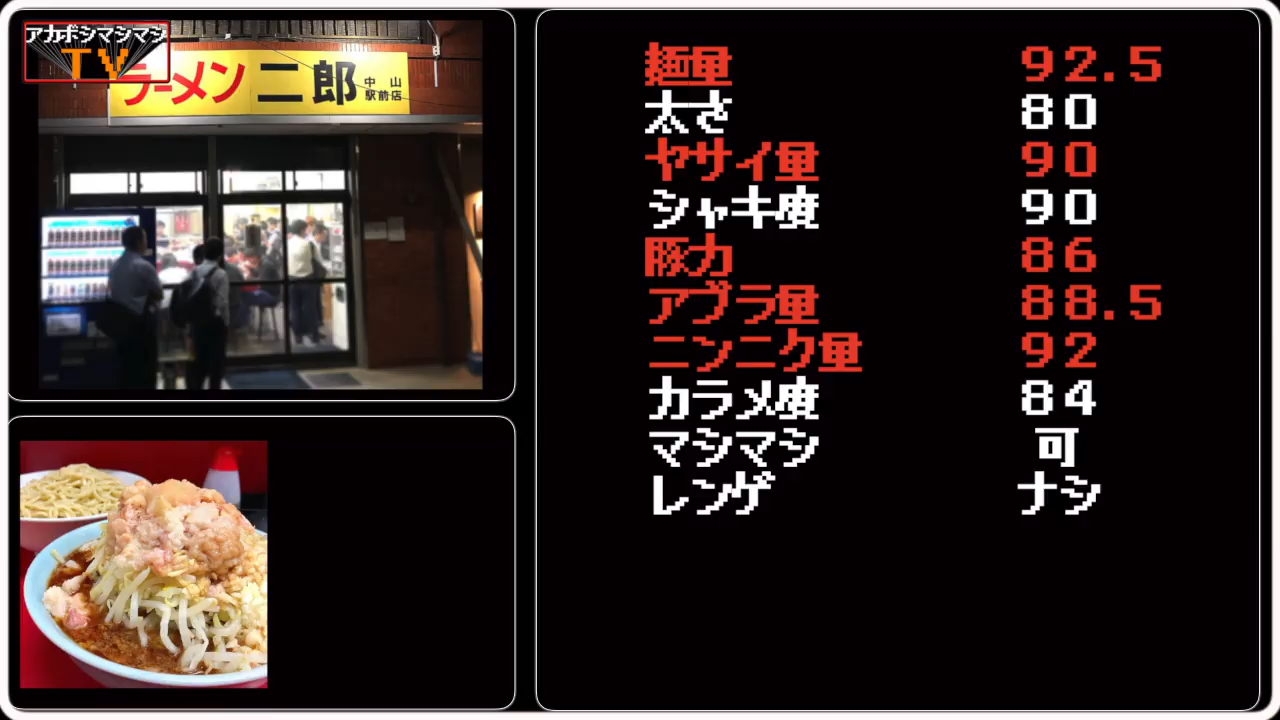 アカボシマシマシ
TV
ラーメン二郎 中山
駅前店
麺量 92.5
太さ 80
ヤサイ量 90
シャキ度 90
豚力 86
アブラ量 88.5
ニンニク量 92
カラメ度 84
マシマシ 可
レンゲ ナシ